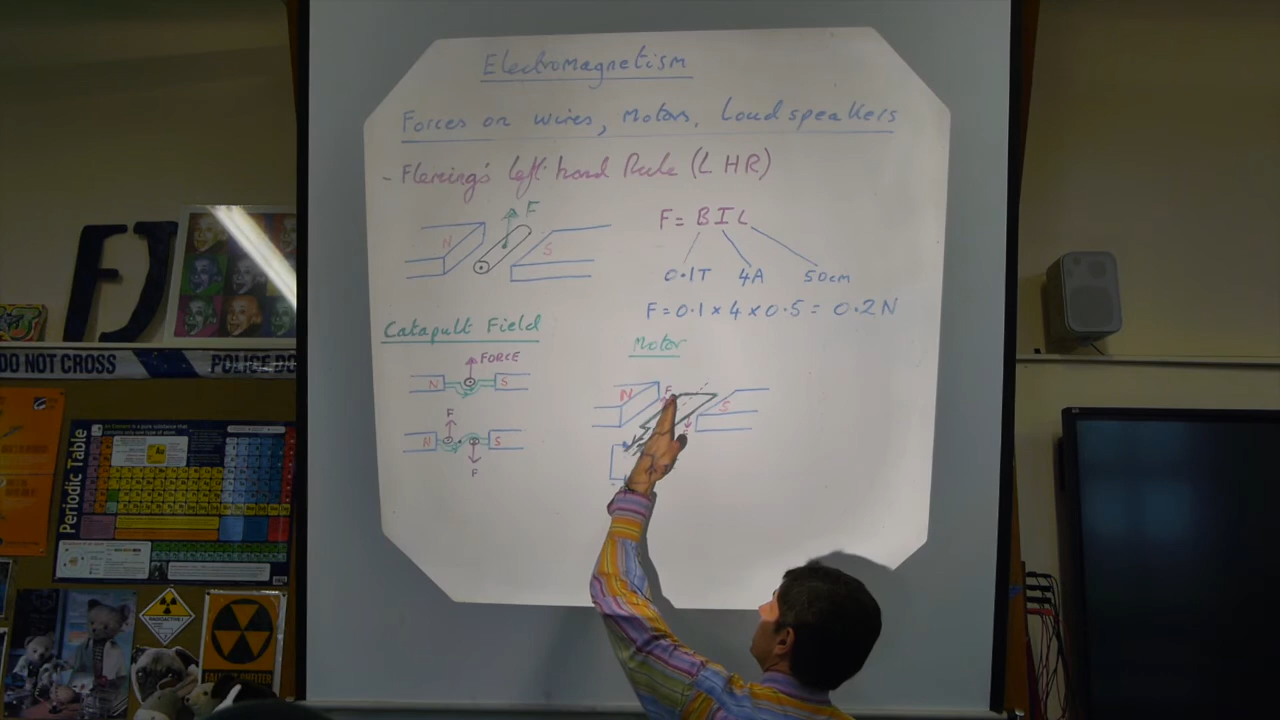 Electromagnetism
Forces on wires, Motors, Loudspeakers
- Fleming's left hand Rule (LHR)
F
N
S
F = BIL
0.1T 4A 50cm
F = 0.1 x 4 x 0.5 = 0.2N
Catapult Field
FORCE
N S
F
N S
F
Motor
N F
S
F
DO NOT CROSS POLICE DO
Periodic Table
RADIOACTIVE